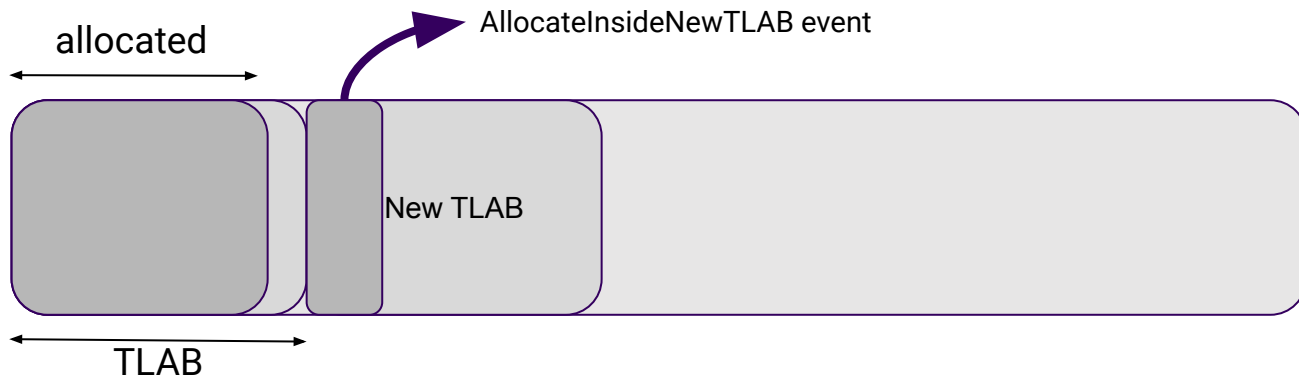 AllocateInsideNewTLAB event
allocated
New TLAB
TLAB